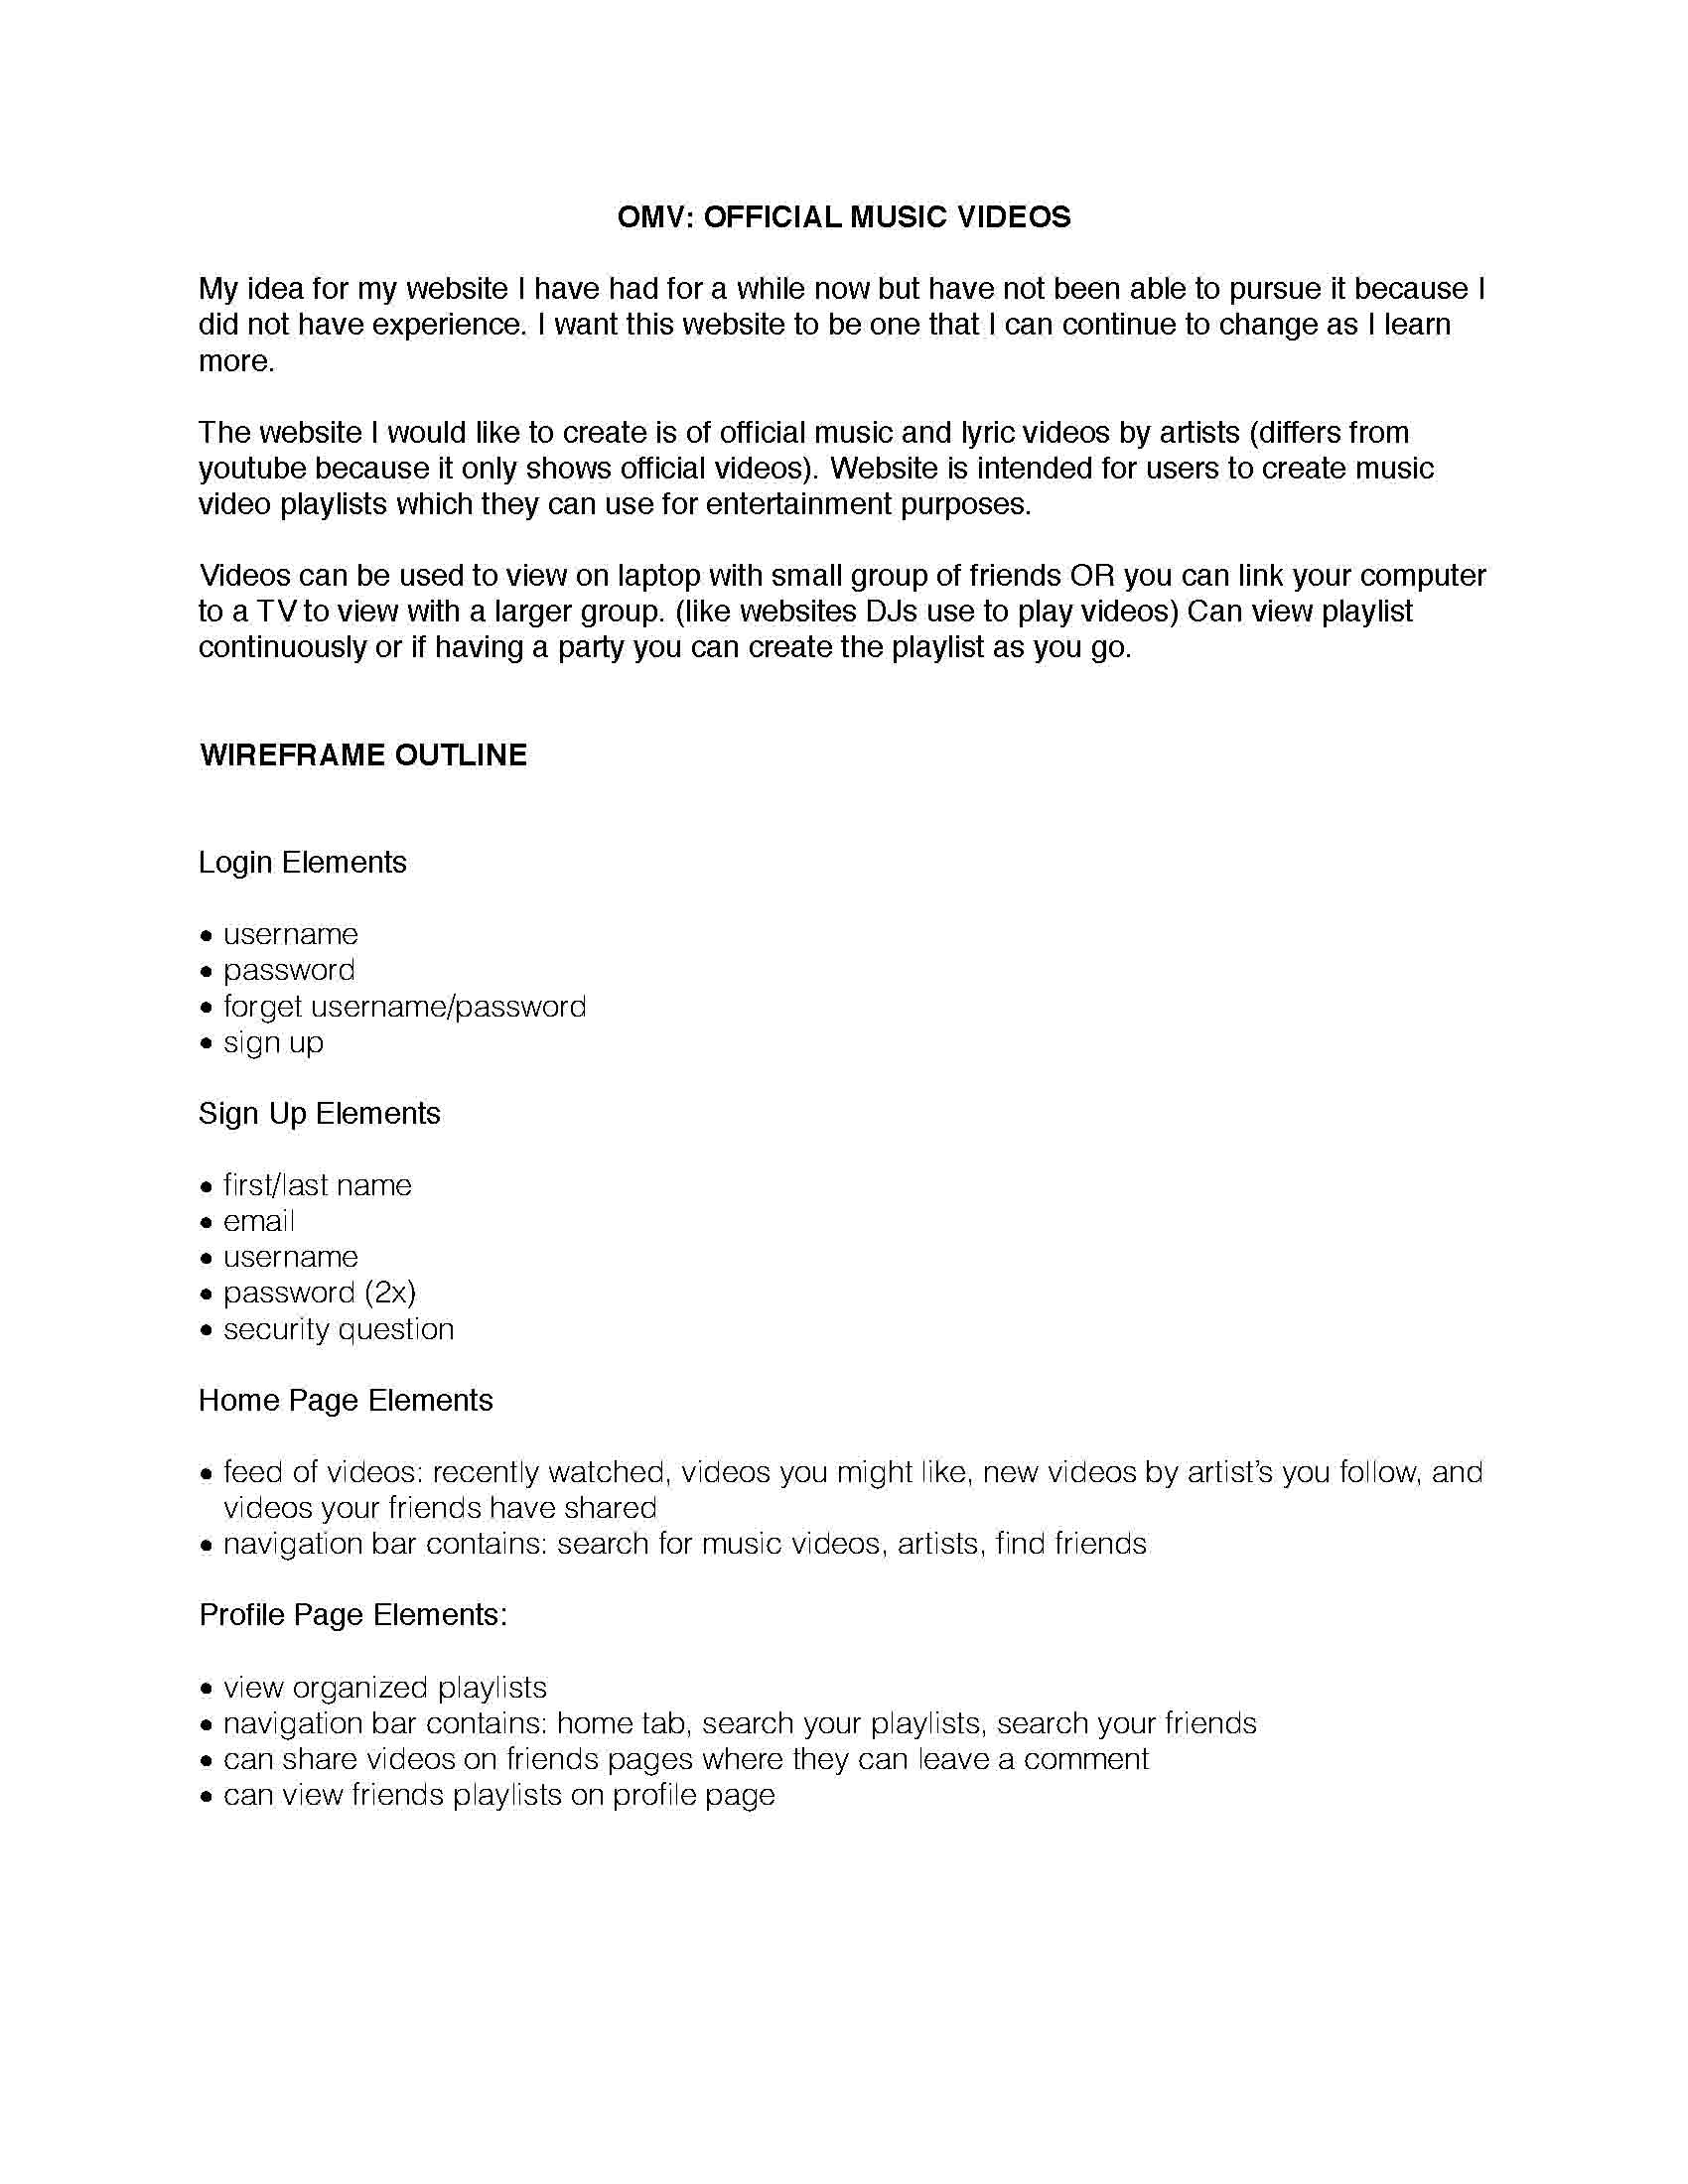 OMV: OFFICIAL MUSIC VIDEOS
My idea for my website I have had for a while now but have not been able to pursue it because I
did not have experience. I want this website to be one that I can continue to change as I learn
more.
The website I would like to create is of official music and lyric videos by artists (differs from
youtube because it only shows official videos). Website is intended for users to create music
video playlists which they can use for entertainment purposes.
Videos can be used to view on laptop with small group of friends OR you can link your computer
to a TV to view with a larger group. (like websites DJs use to play videos) Can view playlist
continuously or if having a party you can create the playlist as you go.
WIREFRAME OUTLINE
Login Elements
• username
• password
• forget username/password
• sign up
Sign Up Elements
• first/last name
• email
• username
• password (2x)
• security question
Home Page Elements
• feed of videos: recently watched, videos you might like, new videos by artist’s you follow, and
videos your friends have shared
• navigation bar contains: search for music videos, artists, find friends
Profile Page Elements:
• view organized playlists
• navigation bar contains: home tab, search your playlists, search your friends
• can share videos on friends pages where they can leave a comment
• can view friends playlists on profile page